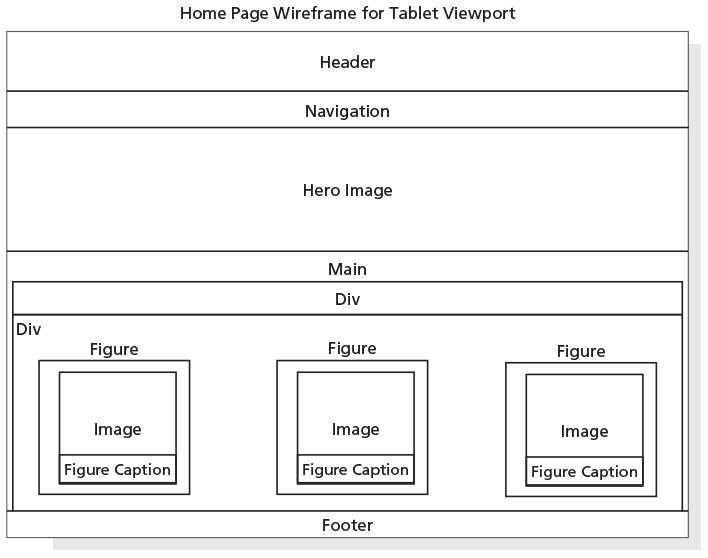 Home Page Wireframe for Tablet Viewport
Header
Navigation
Hero Image
Main
Div
Div
Figure
Figure
Figure
Image
Image
Image
Figure Caption
Figure Caption
Figure Caption
Footer